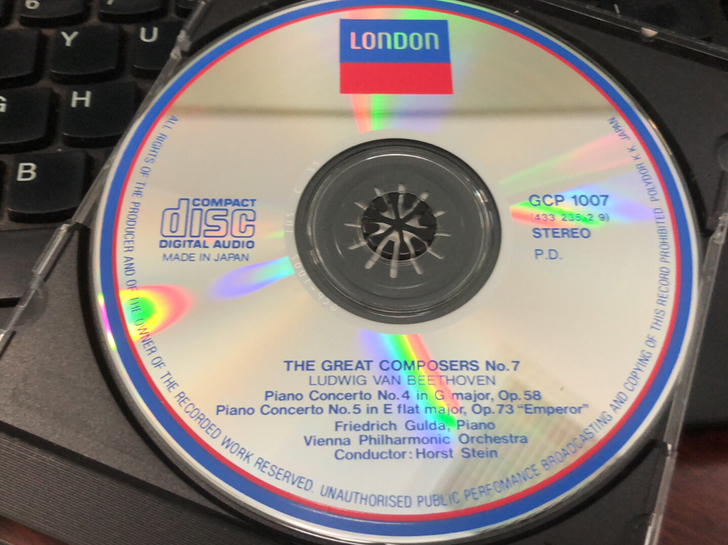 6
7
Y
U
G
H
B
LONDON
COMPACT
disc
DIGITAL AUDIO
MADE IN JAPAN
GCP 1007
(433 235-2 9)
STEREO
P.D.
THE GREAT COMPOSERS No.7
LUDWIG VAN BEETHOVEN
Piano Concerto No.4 in G major, Op.58
Piano Concerto No.5 in E flat major, Op.73 “Emperor”
Friedrich Gulda, Piano
Vienna Philharmonic Orchestra
Conductor: Horst Stein
ALL RIGHTS OF THE PRODUCER AND OF THE OWNER OF THE RECORDED WORK RESERVED. UNAUTHORISED PUBLIC PERFOMANCE BROADCASTING AND COPYING OF THIS RECORD PROHIBITED POLYDOR K.K. JAPAN